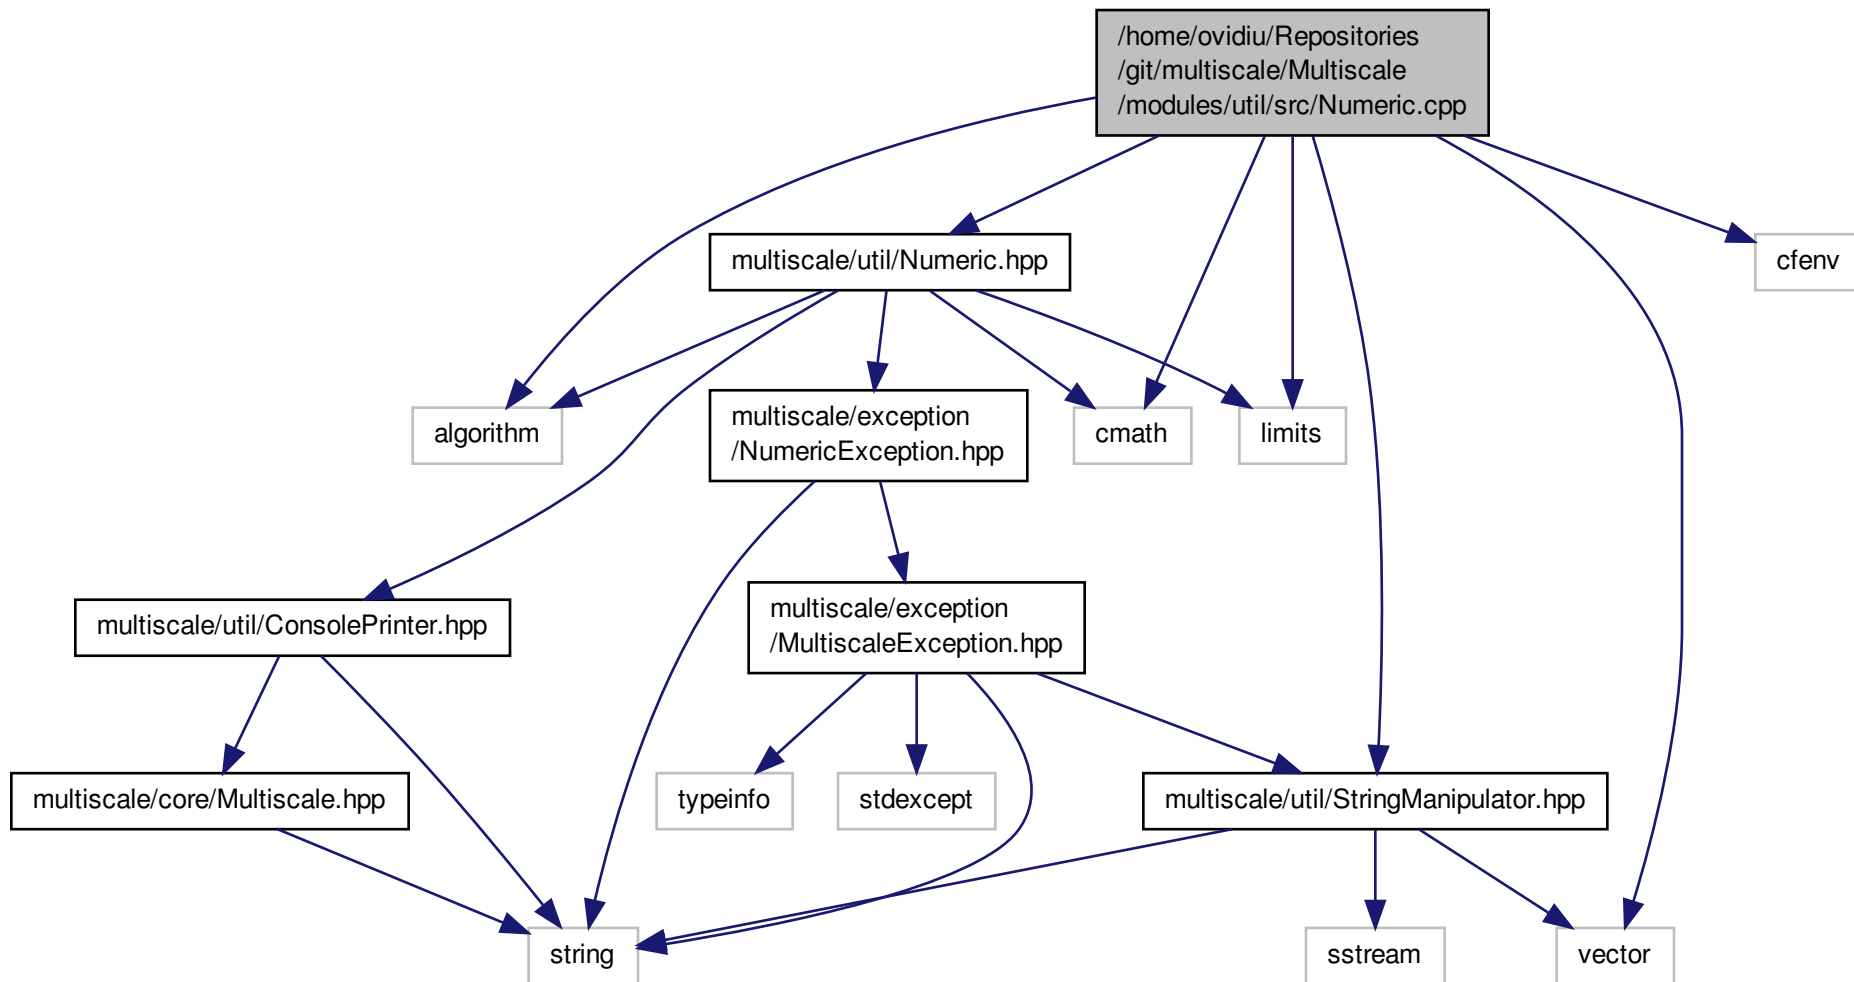 /home/ovidiu/Repositories
/git/multiscale/Multiscale
/modules/util/src/Numeric.cpp
multiscale/util/Numeric.hpp
cfenv
algorithm
multiscale/exception
/NumericException.hpp
cmath
limits
multiscale/util/ConsolePrinter.hpp
multiscale/exception
/MultiscaleException.hpp
multiscale/core/Multiscale.hpp
typeinfo
stdexcept
multiscale/util/StringManipulator.hpp
string
sstream
vector